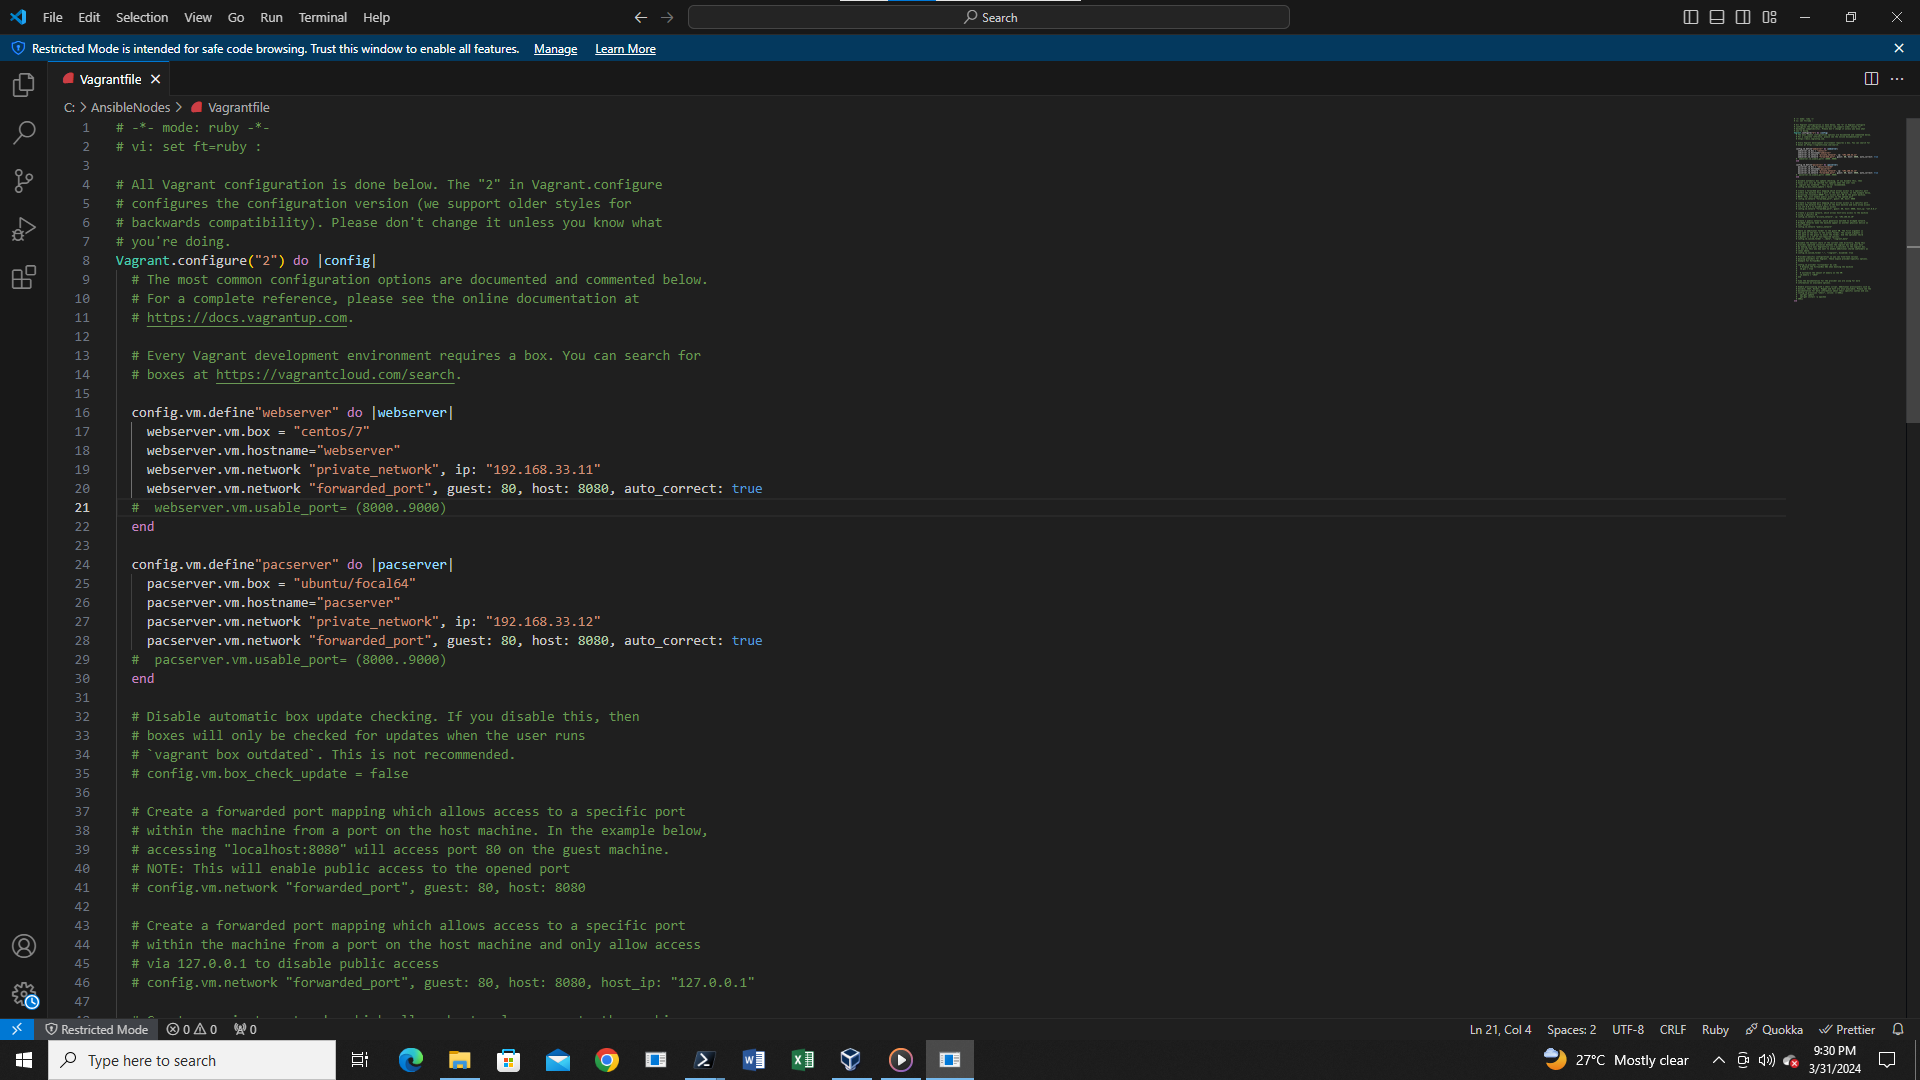 File Edit Selection View Go Run Terminal Help
Search
Restricted Mode is intended for safe code browsing. Trust this window to enable all features. Manage Learn More
Vagrantfile
C: > AnsibleNodes > Vagrantfile
1 # -*- mode: ruby -*-
2 # vi: set ft=ruby :
3
4 # All Vagrant configuration is done below. The "2" in Vagrant.configure
5 # configures the configuration version (we support older styles for
6 # backwards compatibility). Please don't change it unless you know what
7 # you're doing.
8 Vagrant.configure("2") do |config|
9 # The most common configuration options are documented and commented below.
10 # For a complete reference, please see the online documentation at
11 # https://docs.vagrantup.com.
12
13 # Every Vagrant development environment requires a box. You can search for
14 # boxes at https://vagrantcloud.com/search.
15
16 config.vm.define"webserver" do |webserver|
17 webserver.vm.box = "centos/7"
18 webserver.vm.hostname="webserver"
19 webserver.vm.network "private_network", ip: "192.168.33.11"
20 webserver.vm.network "forwarded_port", guest: 80, host: 8080, auto_correct: true
21 # webserver.vm.usable_port= (8000..9000)
22 end
23
24 config.vm.define"pacserver" do |pacserver|
25 pacserver.vm.box = "ubuntu/focal64"
26 pacserver.vm.hostname="pacserver"
27 pacserver.vm.network "private_network", ip: "192.168.33.12"
28 pacserver.vm.network "forwarded_port", guest: 80, host: 8080, auto_correct: true
29 # pacserver.vm.usable_port= (8000..9000)
30 end
31
32 # Disable automatic box update checking. If you disable this, then
33 # boxes will only be checked for updates when the user runs
34 # `vagrant box outdated`. This is not recommended.
35 # config.vm.box_check_update = false
36
37 # Create a forwarded port mapping which allows access to a specific port
38 # within the machine from a port on the host machine. In the example below,
39 # accessing "localhost:8080" will access port 80 on the guest machine.
40 # NOTE: This will enable public access to the opened port
41 # config.vm.network "forwarded_port", guest: 80, host: 8080
42
43 # Create a forwarded port mapping which allows access to a specific port
44 # within the machine from a port on the host machine and only allow access
45 # via 127.0.0.1 to disable public access
46 # config.vm.network "forwarded_port", guest: 80, host: 8080, host_ip: "127.0.0.1"
47
Restricted Mode 0 0 0 Ln 21, Col 4 Spaces: 2 UTF-8 CRLF Ruby Quokka Prettier
Type here to search 27°C Mostly clear 9:30 PM
3/31/2024